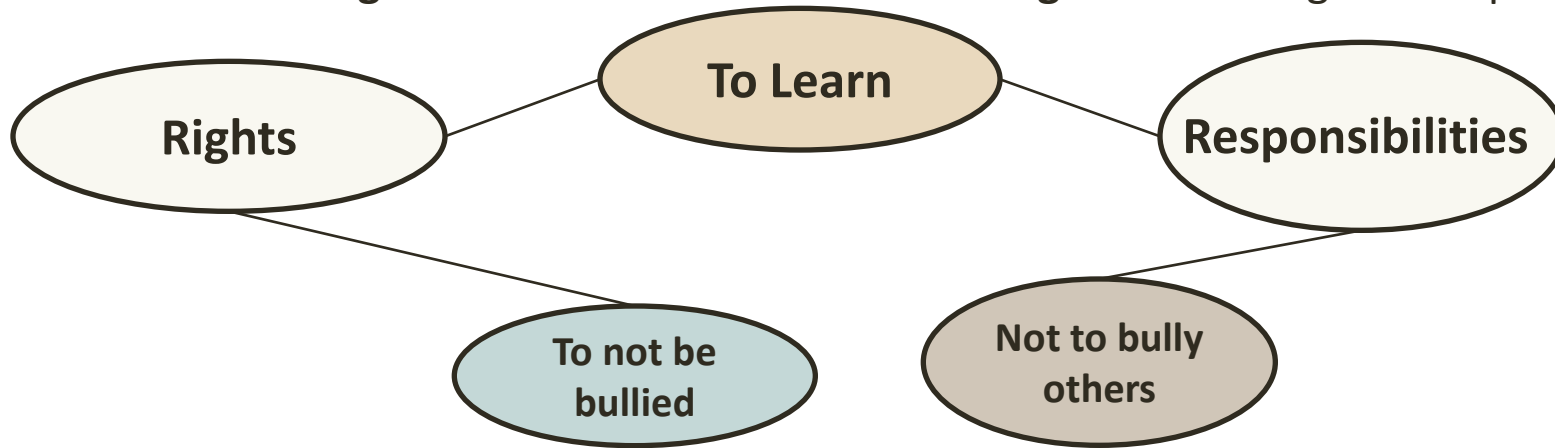 To Learn
Rights
Responsibilities
To not be
bullied
Not to bully
others